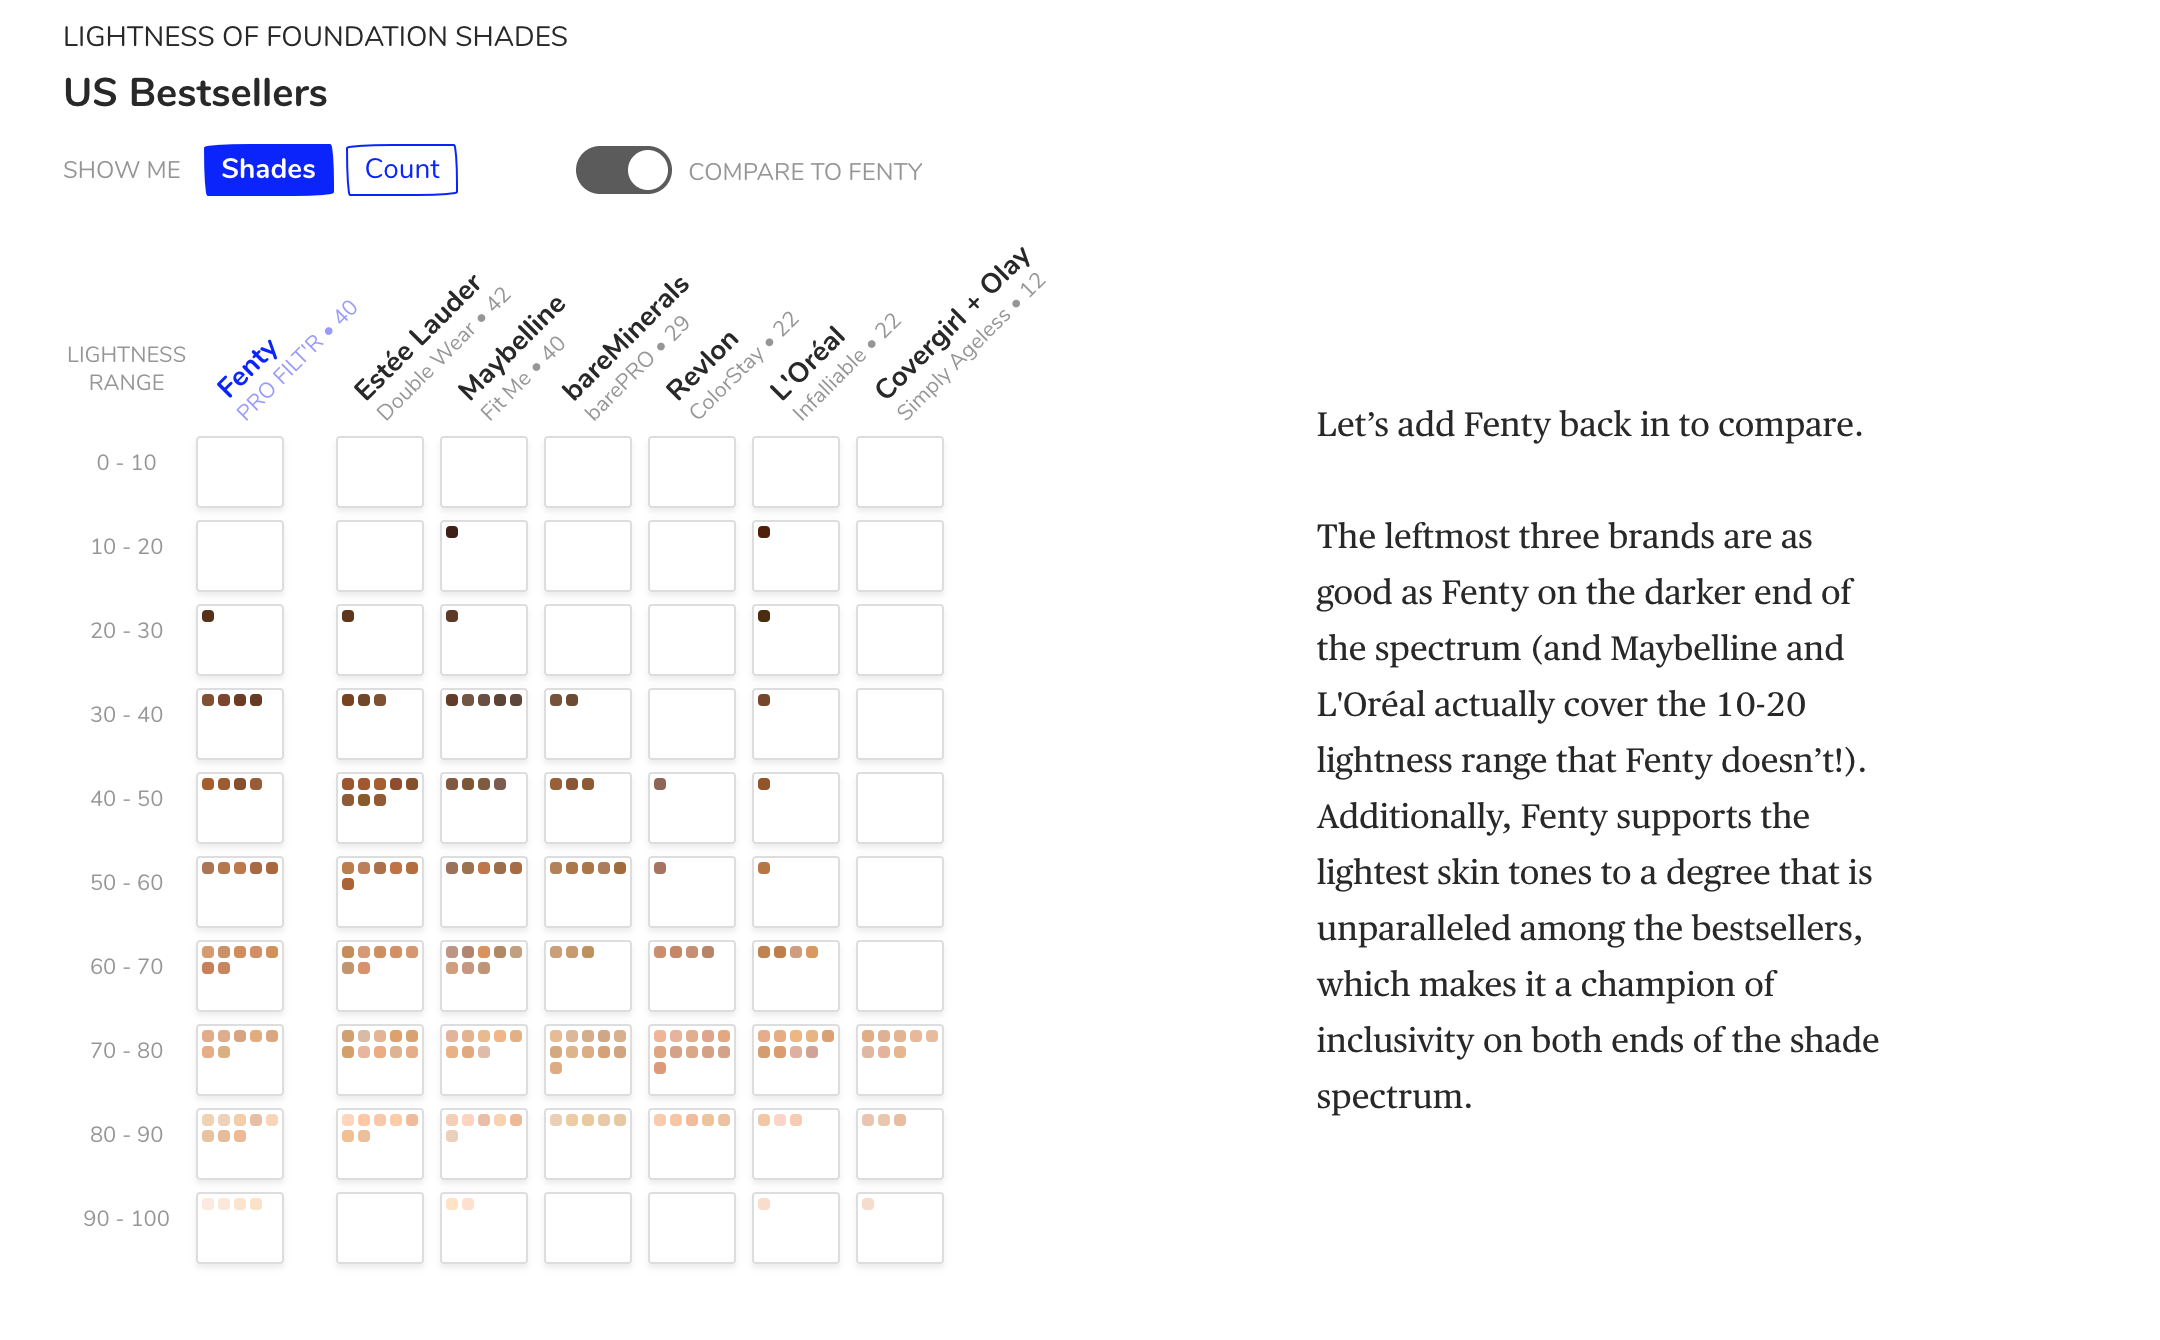 LIGHTNESS OF FOUNDATION SHADES
US Bestsellers
SHOW ME
Shades
Count
COMPARE TO FENTY
LIGHTNESS
RANGE
Fenty
PRO FILT'R • 40
Estée Lauder
Double Wear • 42
Maybelline
Fit Me • 40
bareMinerals
barePRO • 29
Revlon
ColorStay • 22
L'Oréal
Infalliable • 22
Covergirl + Olay
Simply Ageless • 12
0 - 10
10 - 20
20 - 30
30 - 40
40 - 50
50 - 60
60 - 70
70 - 80
80 - 90
90 - 100
Let’s add Fenty back in to compare.
The leftmost three brands are as
good as Fenty on the darker end of
the spectrum (and Maybelline and
L'Oréal actually cover the 10-20
lightness range that Fenty doesn’t!).
Additionally, Fenty supports the
lightest skin tones to a degree that is
unparalleled among the bestsellers,
which makes it a champion of
inclusivity on both ends of the shade
spectrum.